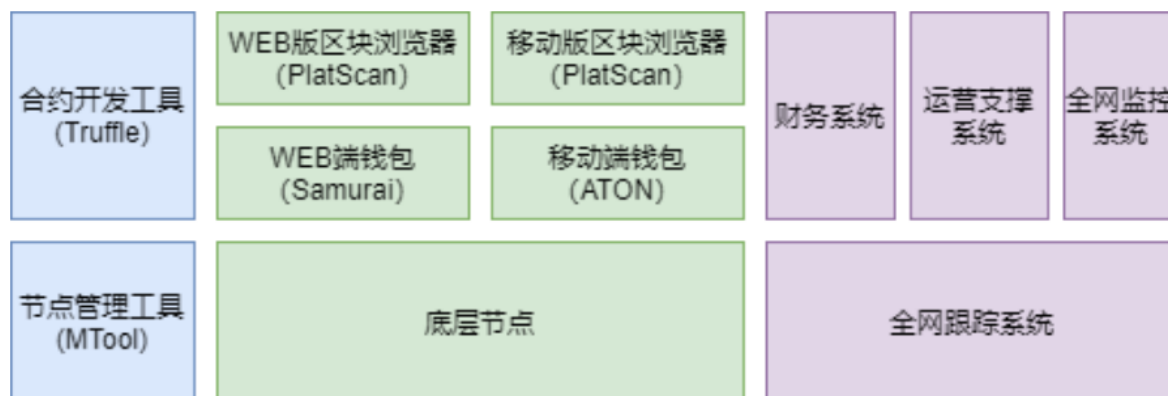 合约开发工具
(Truffle)
WEB版区块浏览器
(PlatScan)
移动版区块浏览器
(PlatScan)
WEB端钱包
(Samurai)
移动端钱包
(ATON)
财务系统
运营支撑
系统
全网监控
系统
节点管理工具
(MTool)
底层节点
全网跟踪系统